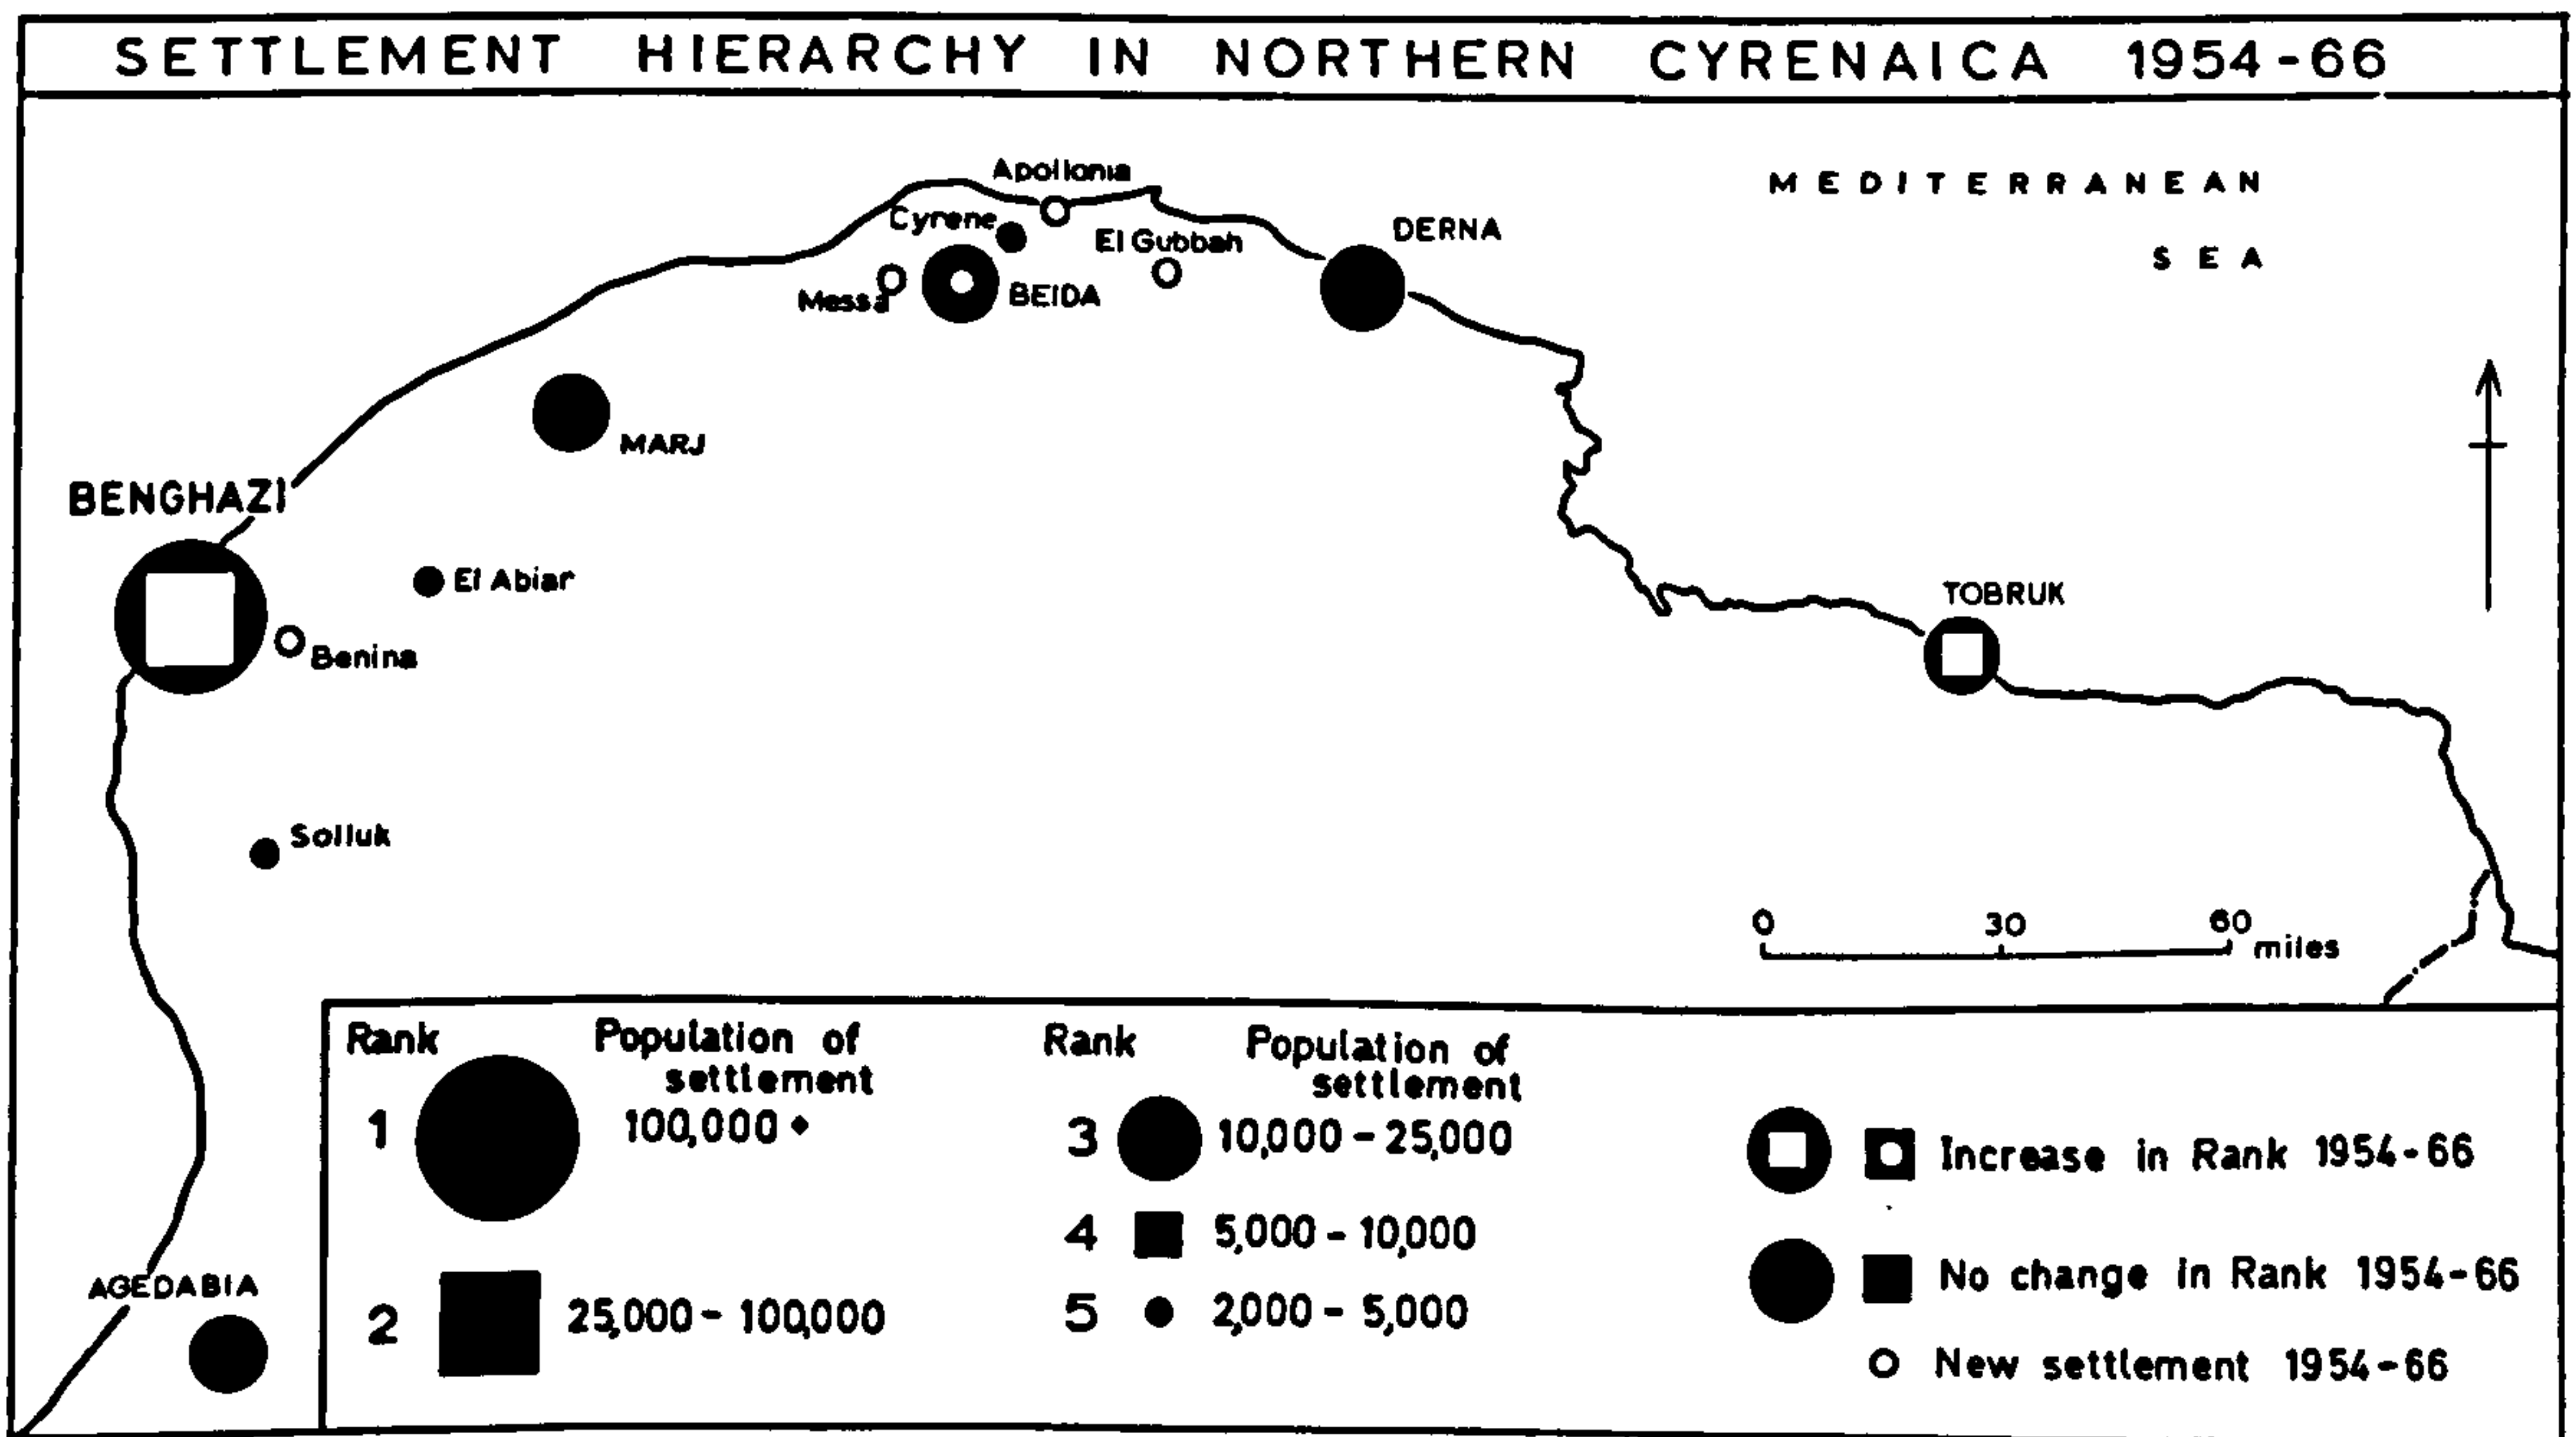 SETTLEMENT HIERARCHY IN NORTHERN CYRENAICA 1954-66
Apollonia
MEDITERRANEAN
SEA
Cyrene
El Gubbah
DERNA
Messa
BEIDA
MARJ
BENGHAZI
El Abiar
TOBRUK
Benina
Solluk
0 30 60
miles
AGEDABIA
Rank Population of
settlement
1 100,000 +
2 25,000 - 100,000
Rank Population of
settlement
3 10,000 - 25,000
4 5,000 - 10,000
5 2,000 - 5,000
Increase in Rank 1954-66
No change in Rank 1954-66
New settlement 1954-66